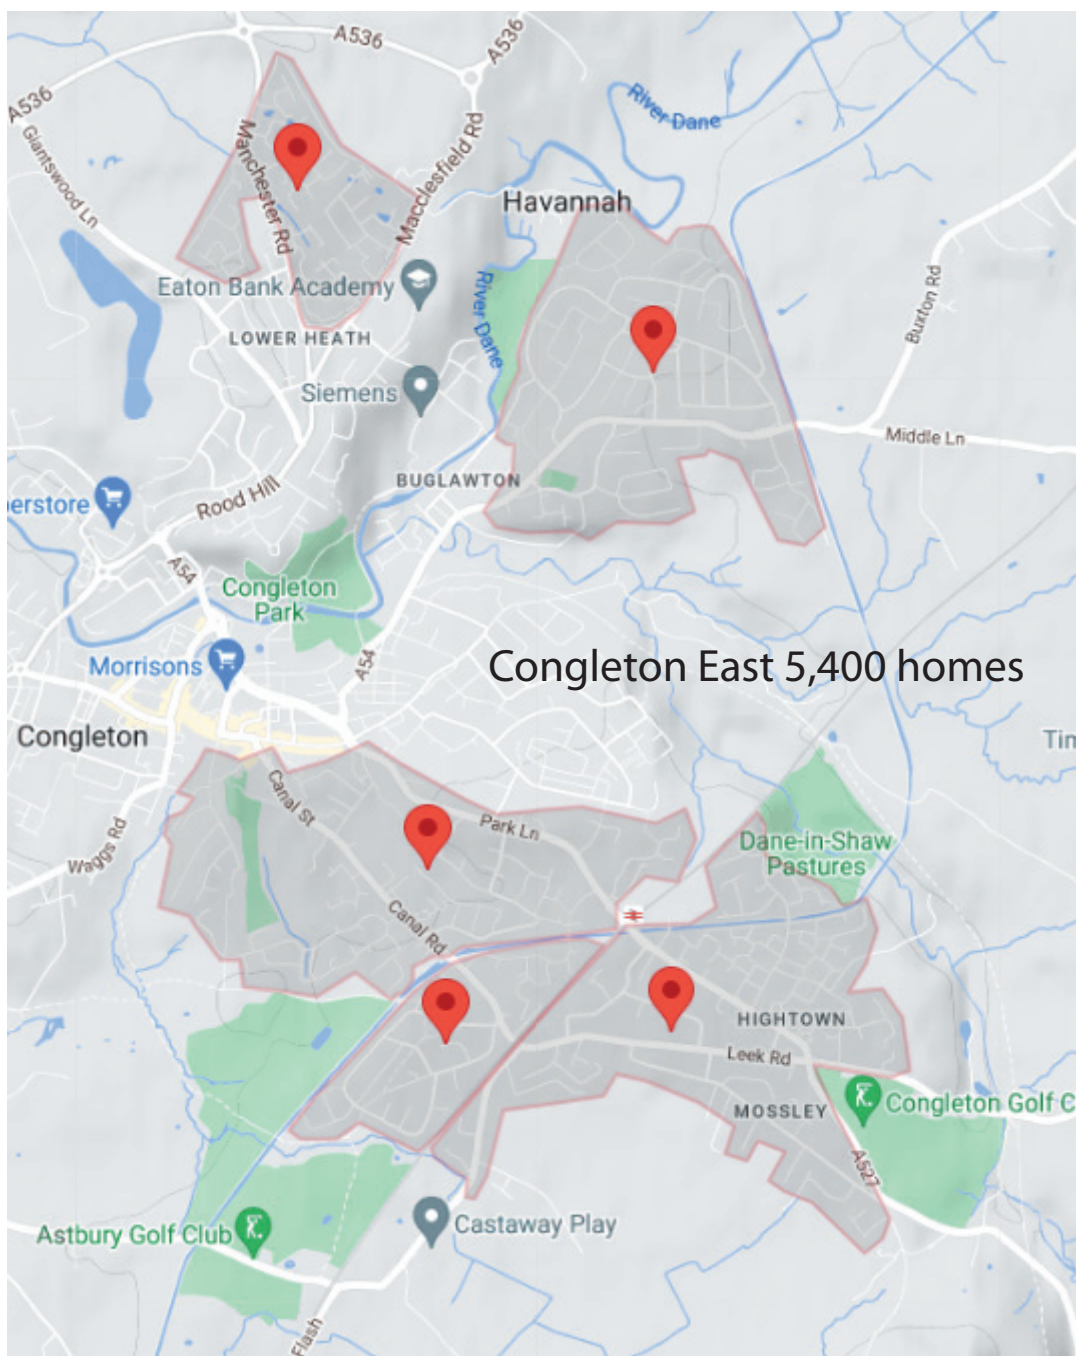 A536
A536
A536
River Dane
Giantswood Ln
Manchester Rd
Macclesfield Rd
Havannah
Eaton Bank Academy
River Dane
Buxton Rd
LOWER HEATH
Siemens
Middle Ln
BUGLAWTON
Rood Hill
erstore
A54
Congleton
Park
Morrisons
A54
Congleton East 5,400 homes
Congleton
Tim
Canal St
Park Ln
Waggs Rd
Dane-in-Shaw
Pastures
Canal Rd
HIGHTOWN
Leek Rd
MOSSLEY
Congleton Golf C
A527
Astbury Golf Club
Castaway Play
Flash